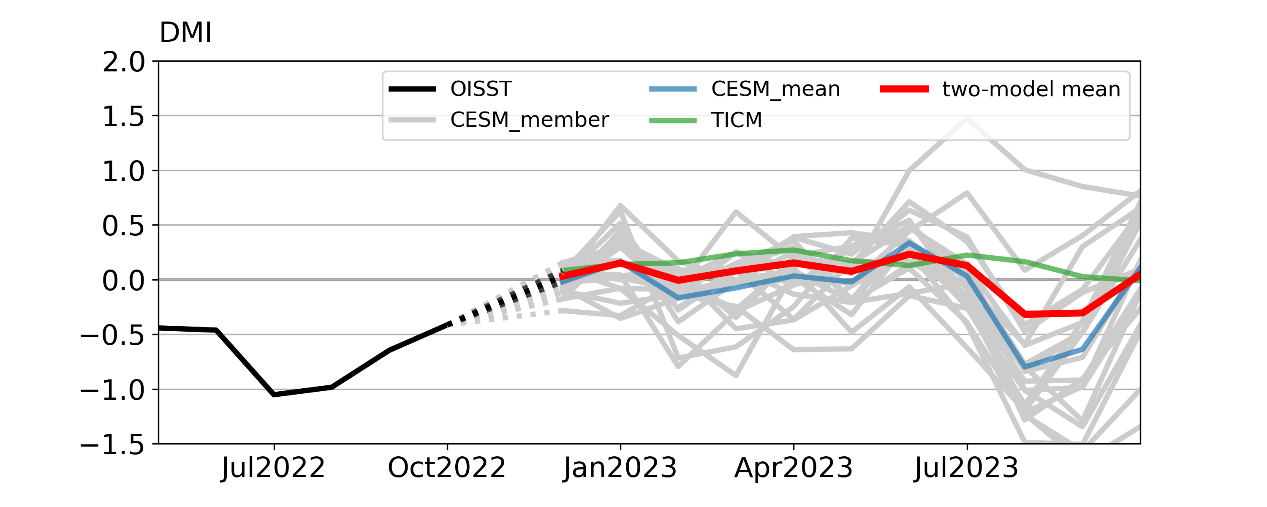 DMI
2.0
1.5
1.0
0.5
0.0
−0.5
−1.0
−1.5
OISST
CESM_member
CESM_mean
TICM
two-model mean
Jul2022 Oct2022 Jan2023 Apr2023 Jul2023